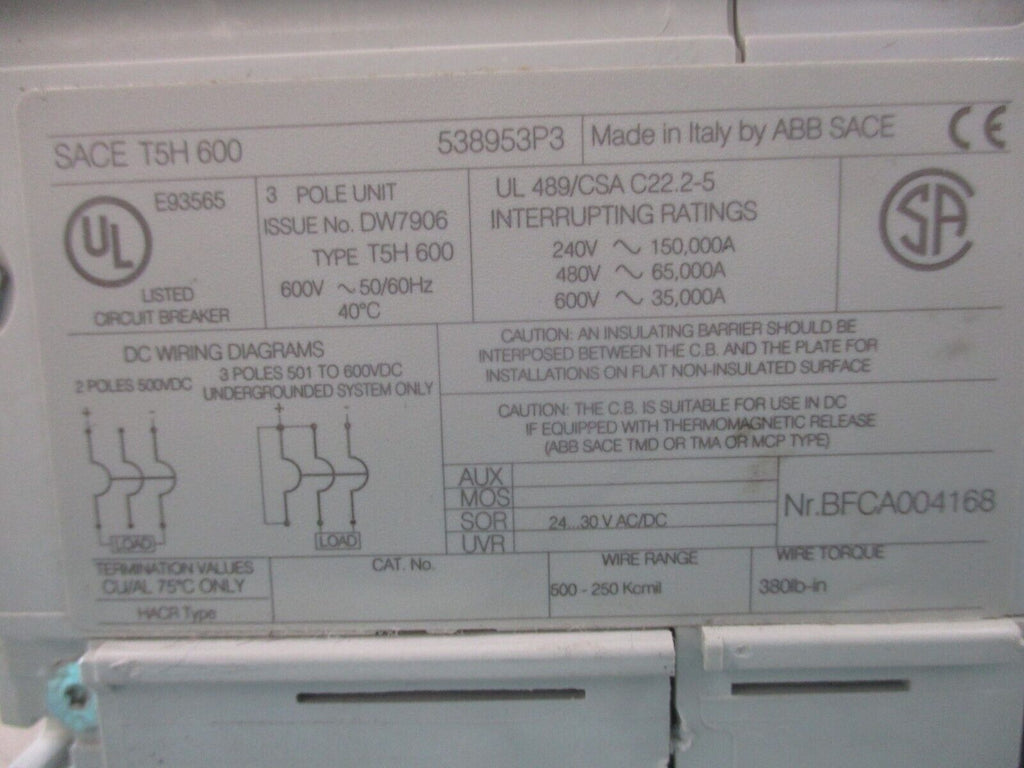 SACE T5H 600
538953P3
Made in Italy by ABB SACE
CE
UL
E93565
LISTED
CIRCUIT BREAKER
3 POLE UNIT
ISSUE No. DW7906
TYPE T5H 600
600V ~ 50/60Hz
40°C
UL 489/CSA C22.2-5
INTERRUPTING RATINGS
240V ~ 150,000A
480V ~ 65,000A
600V ~ 35,000A
SA
DC WIRING DIAGRAMS
2 POLES 500VDC
3 POLES 501 TO 600VDC
UNDERGROUNDED SYSTEM ONLY
+ -
+ -
LOAD
LOAD
CAUTION: AN INSULATING BARRIER SHOULD BE
INTERPOSED BETWEEN THE C.B. AND THE PLATE FOR
INSTALLATIONS ON FLAT NON-INSULATED SURFACE
CAUTION: THE C.B. IS SUITABLE FOR USE IN DC
IF EQUIPPED WITH THERMOMAGNETIC RELEASE
(ABB SACE TMD OR TMA OR MCP TYPE)
AUX
MOS
SOR 24...30 V AC/DC
UVR
Nr.BFCA004168
TERMINATION VALUES
CU/AL 75°C ONLY
HACR Type
CAT. No.
WIRE RANGE
500 - 250 Kcmil
WIRE TORQUE
380lb-in